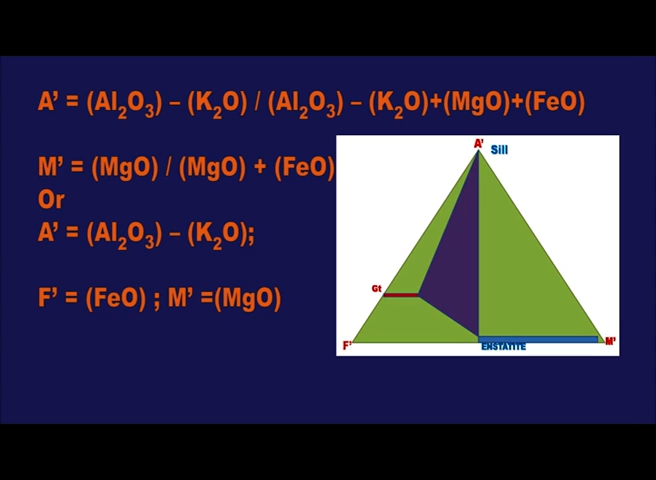 A’ = (Al₂O₃) – (K₂O) / (Al₂O₃) – (K₂O)+(MgO)+(FeO)
M’ = (MgO) / (MgO) + (FeO)
Or
A’ = (Al₂O₃) – (K₂O);
F’ = (FeO) ; M’ =(MgO)
A’ Sill
Gt
F’ ENSTATITE M’